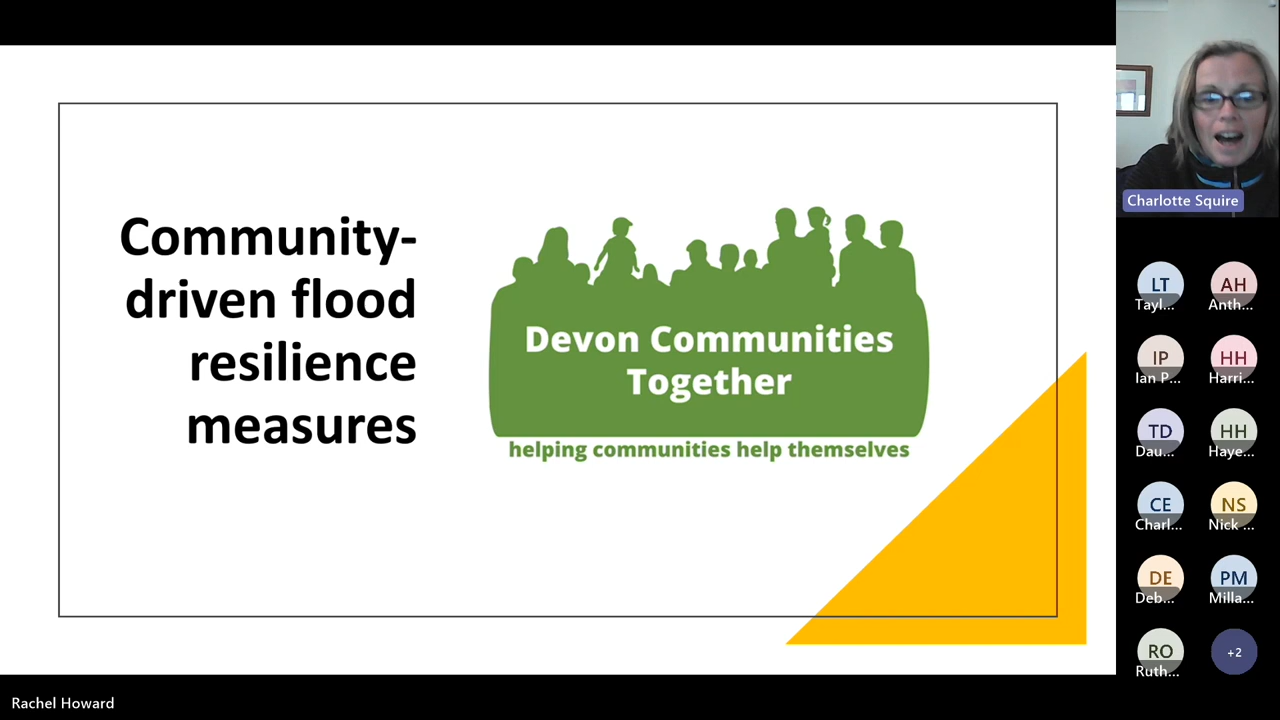 Community-
driven flood
resilience
measures
Devon Communities
Together
helping communities help themselves
Charlotte Squire
LT
Tayl...
AH
Anth...
IP
Ian P...
HH
Harri...
TD
Dau...
HH
Haye...
CE
Charl...
NS
Nick ...
DE
Deb...
PM
Milla...
RO
Ruth...
+2
Rachel Howard